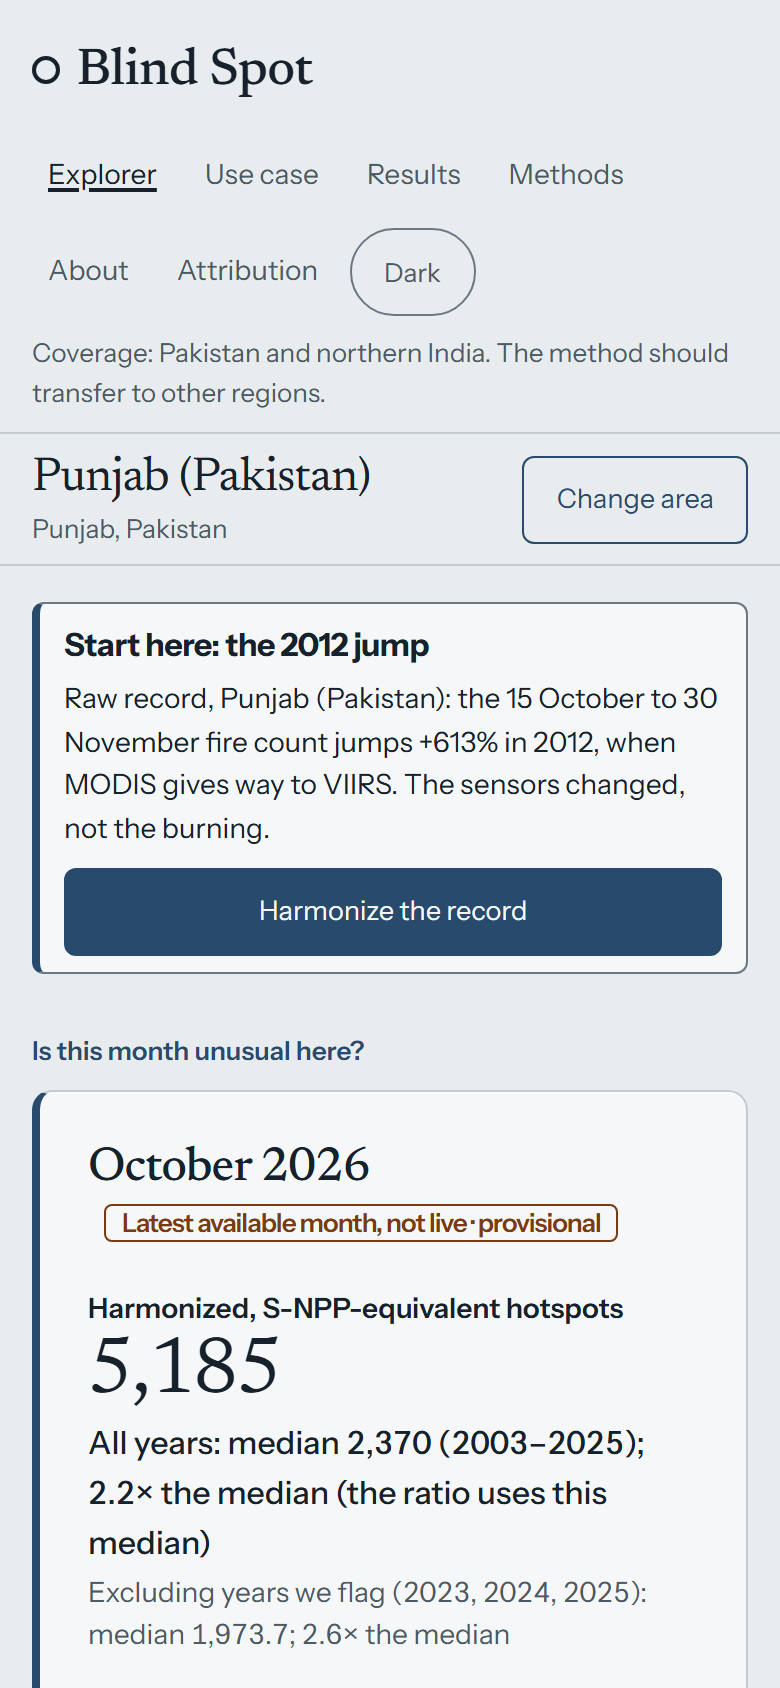 Blind Spot
Explorer Use case Results Methods
About Attribution Dark
Coverage: Pakistan and northern India. The method should
transfer to other regions.
Punjab (Pakistan)
Punjab, Pakistan
Change area
Start here: the 2012 jump
Raw record, Punjab (Pakistan): the 15 October to 30
November fire count jumps +613% in 2012, when
MODIS gives way to VIIRS. The sensors changed,
not the burning.
Harmonize the record
Is this month unusual here?
October 2026
Latest available month, not live · provisional
Harmonized, S-NPP-equivalent hotspots
5,185
All years: median 2,370 (2003–2025);
2.2× the median (the ratio uses this
median)
Excluding years we flag (2023, 2024, 2025):
median 1,973.7; 2.6× the median